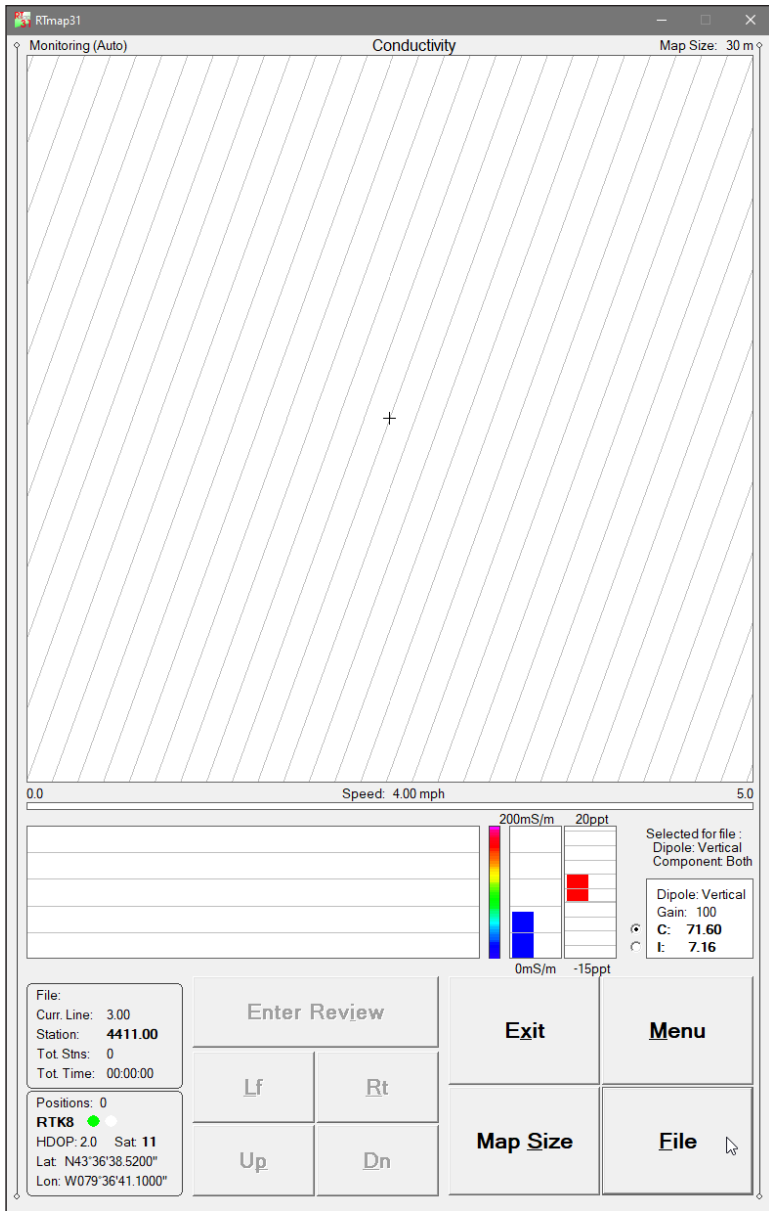 RTmap31
Monitoring (Auto) Conductivity Map Size: 30 m
0.0 Speed: 4.00 mph 5.0
200mS/m 20ppt
0mS/m -15ppt
Selected for file :
Dipole: Vertical
Component: Both
Dipole: Vertical
Gain: 100
C: 71.60
I: 7.16
File:
Curr. Line: 3.00
Station: 4411.00
Tot. Stns: 0
Tot. Time: 00:00:00
Positions: 0
RTK8
HDOP: 2.0 Sat: 11
Lat: N43°36'38.5200"
Lon: W079°36'41.1000"
Enter Review
Lf Rt
Up Dn
Exit Menu
Map Size File